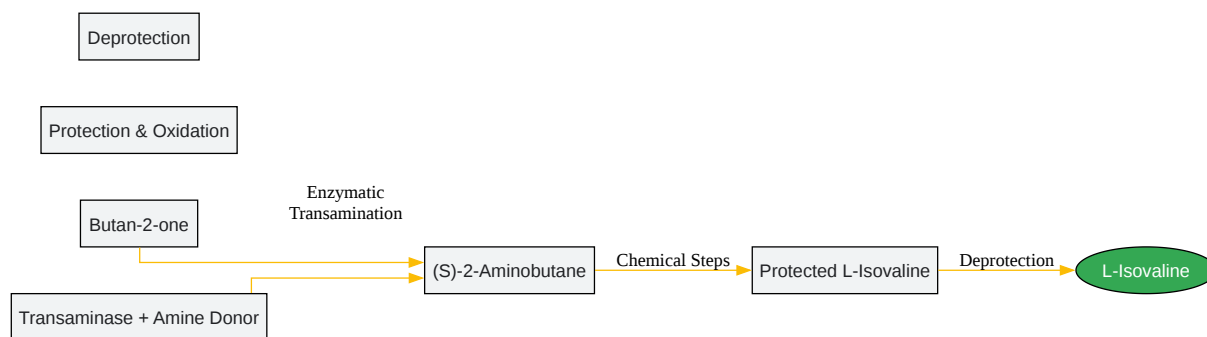 Deprotection
Protection & Oxidation
Butan-2-one
Enzymatic
Transamination
Transaminase + Amine Donor
(S)-2-Aminobutane
Chemical Steps
Protected L-Isovaline
Deprotection
L-Isovaline